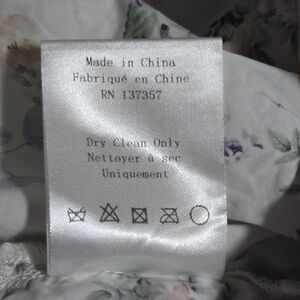 Made in China
Fabriqué en Chine
RN 137357
Dry Clean Only
Nettoyer à sec
Uniquement